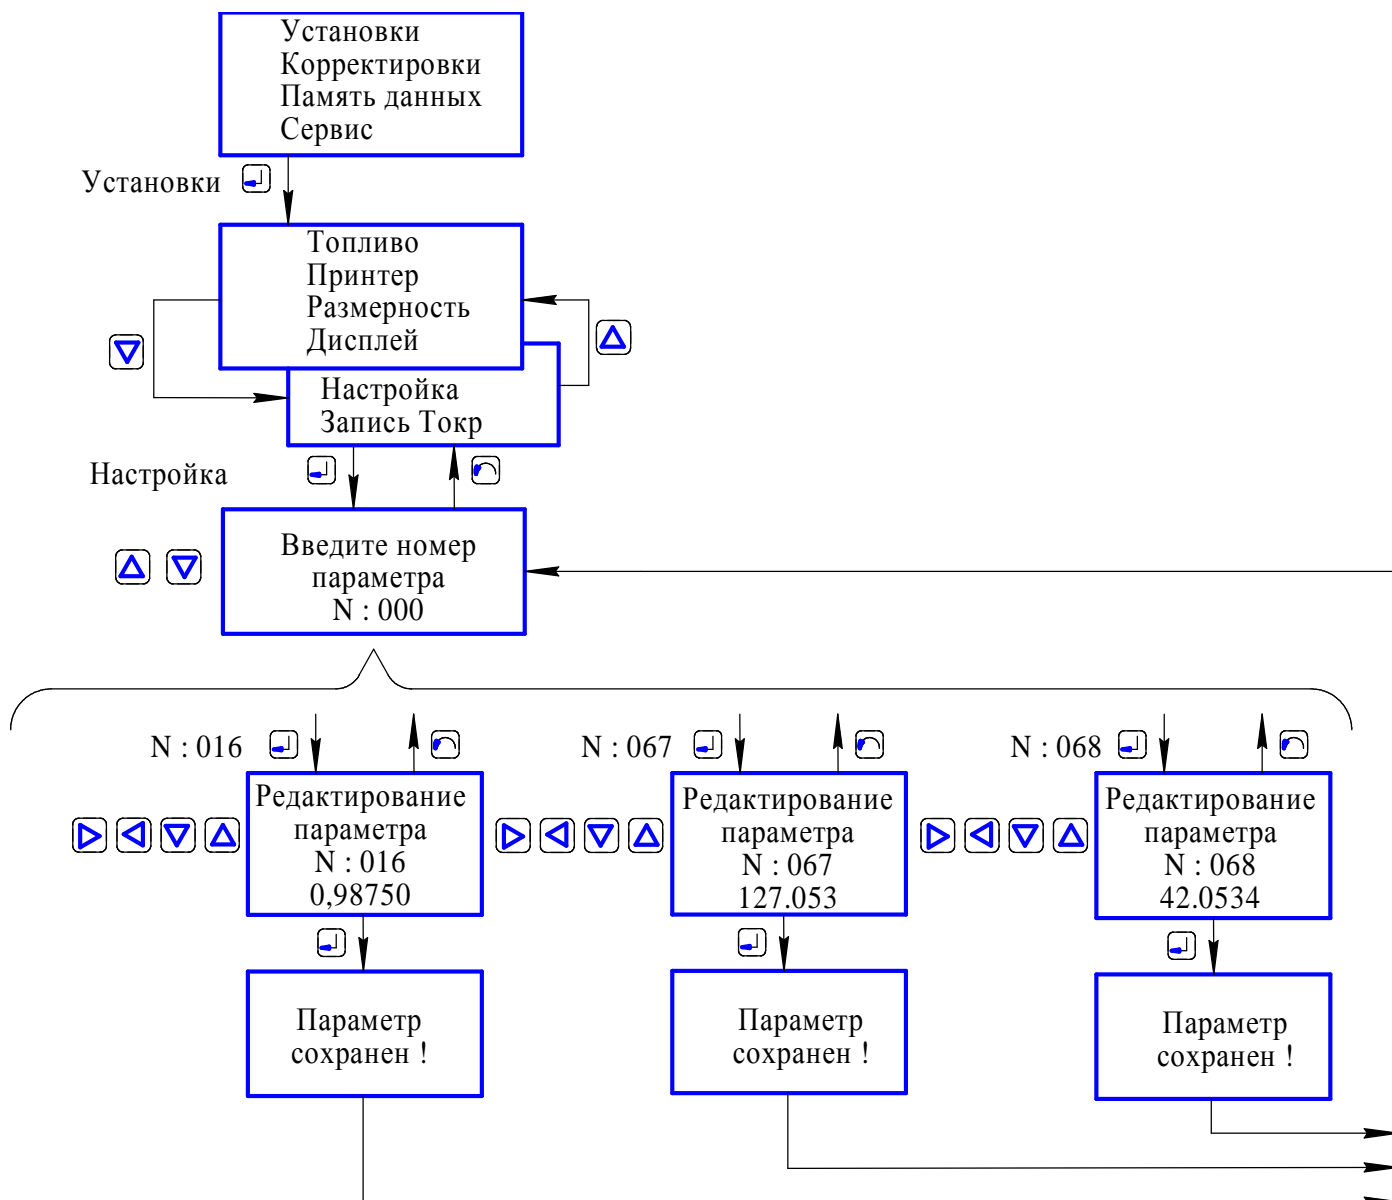 Установки
Корректировки
Память данных
Сервис
Установки
Топливо
Принтер
Размерность
Дисплей
Настройка
Запись Токр
Настройка
Введите номер
параметра
N : 000
N : 016
N : 067
N : 068
Редактирование
параметра
N : 016
0,98750
Редактирование
параметра
N : 067
127.053
Редактирование
параметра
N : 068
42.0534
Параметр
сохранен !
Параметр
сохранен !
Параметр
сохранен !